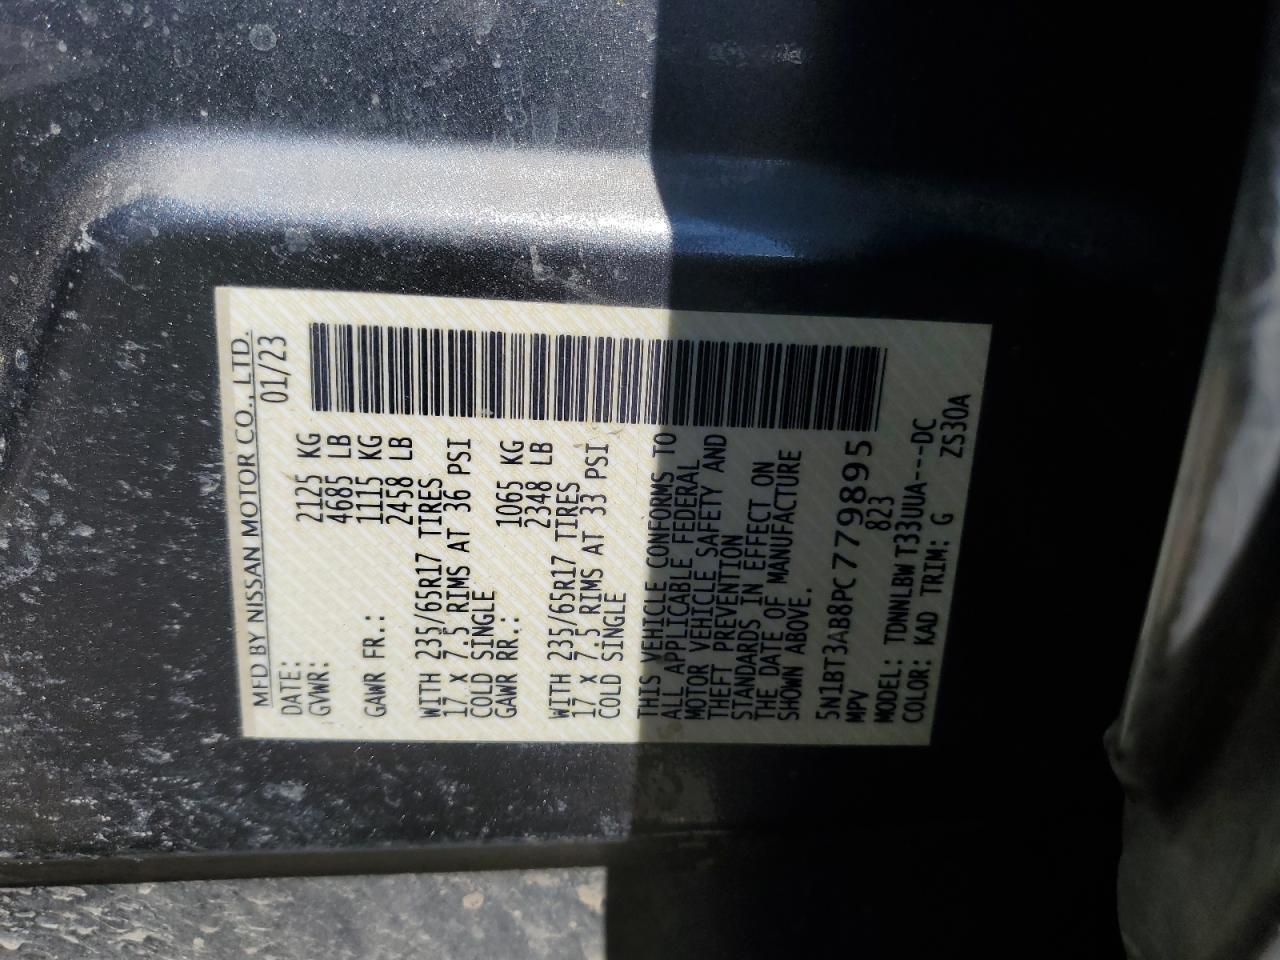 MFD BY NISSAN MOTOR CO., LTD.
DATE: 01/23
GVWR: 2125 KG
4685 LB
GAWR FR.: 1115 KG
2458 LB
WITH 235/65R17 TIRES
17 X 7.5 RIMS AT 36 PSI
COLD SINGLE
GAWR RR.: 1065 KG
2348 LB
WITH 235/65R17 TIRES
17 X 7.5 RIMS AT 33 PSI
COLD SINGLE
THIS VEHICLE CONFORMS TO
ALL APPLICABLE FEDERAL
MOTOR VEHICLE SAFETY AND
THEFT PREVENTION
STANDARDS IN EFFECT ON
THE DATE OF MANUFACTURE
SHOWN ABOVE.
5N1BT3AB8PC779895
MPV 823
MODEL: TDNNLBW T33UUA---DC
COLOR: KAD TRIM: G ZS30A